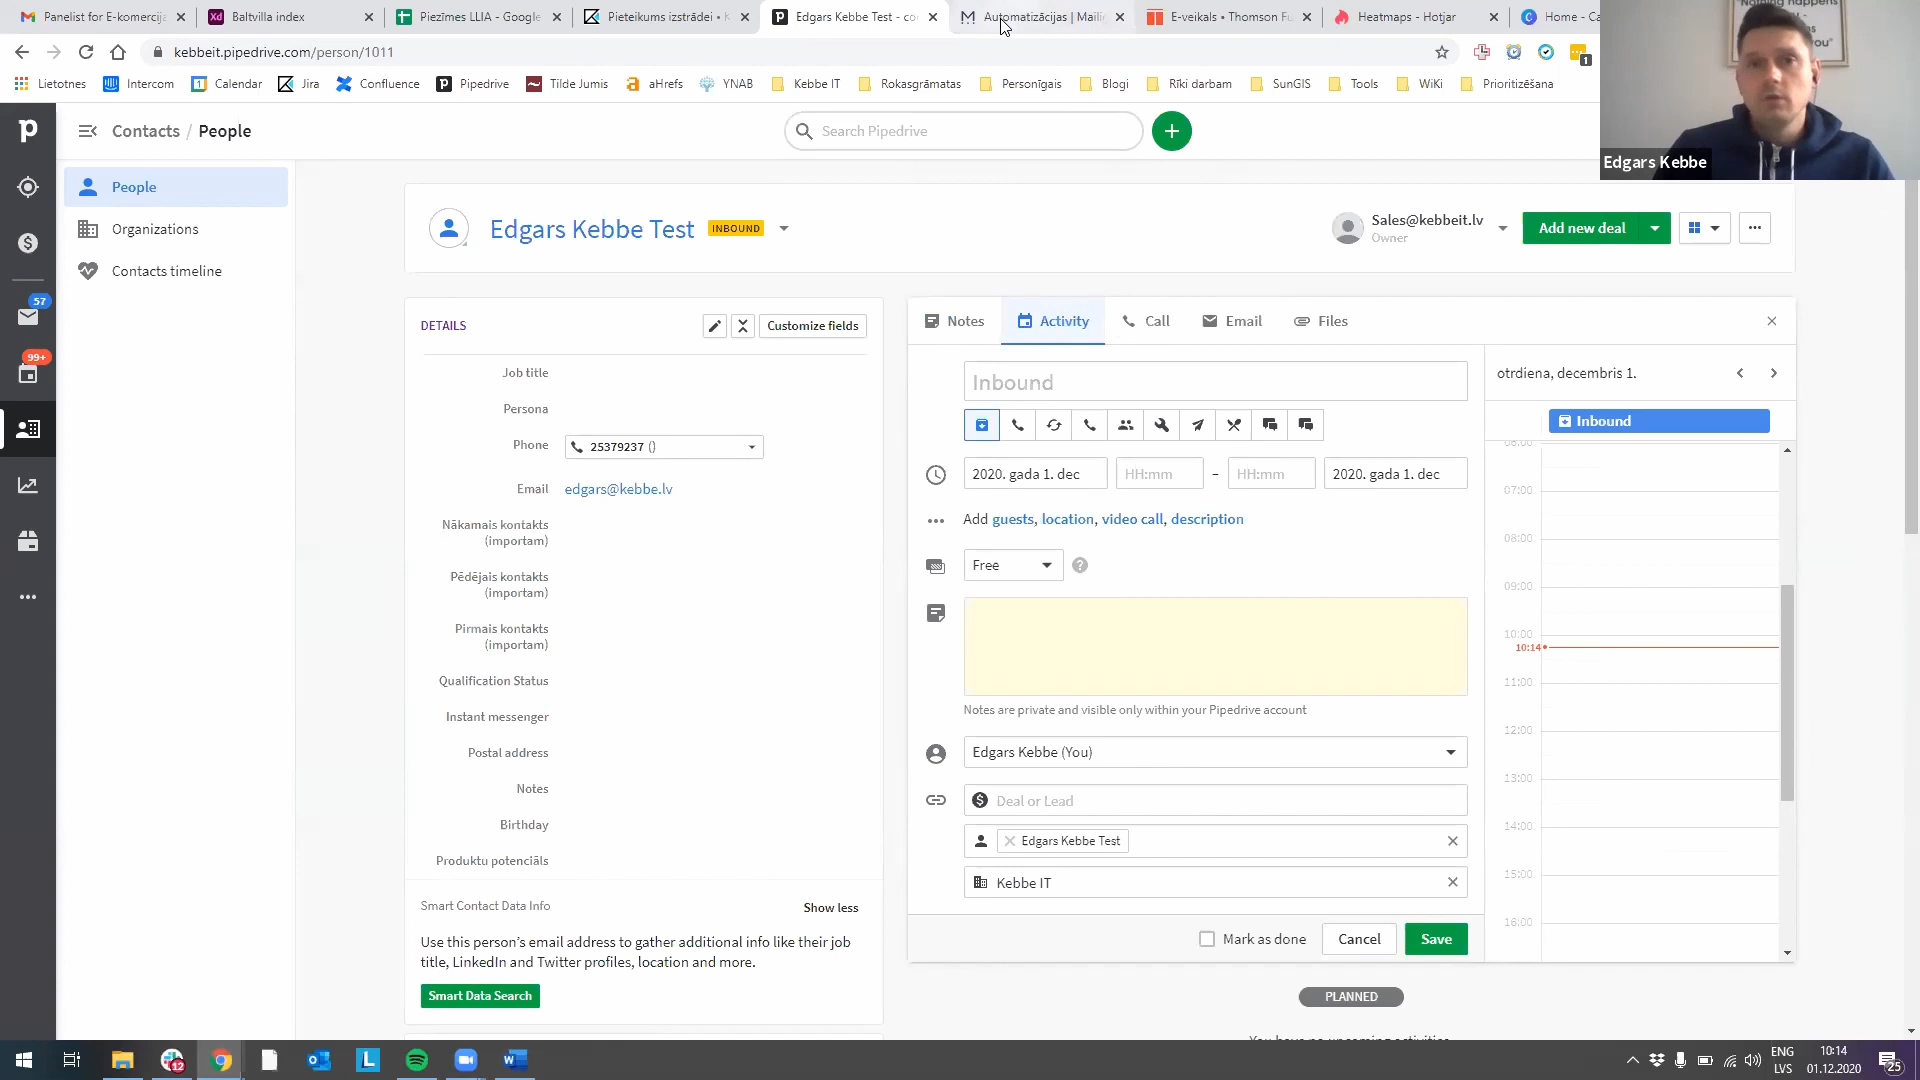 Panelist for E-komercij
Baltvilla index
Piezīmes LLIA - Google
Pieteikums izstrādei - K
Edgars Kebbe Test - co
Automatizācijas | Maili
E-veikals • Thomson Fu
Heatmaps - Hotjar
Home - Ca
kebbeit.pipedrive.com/person/1011
1
Lietotnes
Intercom
Calendar
Jira
Confluence
Pipedrive
Tilde Jumis
aHrefs
YNAB
Kebbe IT
Rokasgrāmatas
Personīgais
Blogi
Rīki darbam
SunGIS
Tools
WiKi
Prioritizēšana
Edgars Kebbe
Contacts / People
Search Pipedrive
People
Organizations
Contacts timeline
57
99+
Edgars Kebbe Test
INBOUND
Sales@kebbeit.lv
Owner
Add new deal
DETAILS
Customize fields
Job title
Persona
Phone
25379237 ()
Email
edgars@kebbe.lv
Nākamais kontakts
(importam)
Pēdējais kontakts
(importam)
Pirmais kontakts
(importam)
Qualification Status
Instant messenger
Postal address
Notes
Birthday
Produktu potenciāls
Smart Contact Data Info
Show less
Use this person's email address to gather additional info like their job
title, LinkedIn and Twitter profiles, location and more.
Smart Data Search
Notes
Activity
Call
Email
Files
Inbound
2020. gada 1. dec
HH:mm
–
HH:mm
2020. gada 1. dec
Add guests, location, video call, description
Free
Notes are private and visible only within your Pipedrive account
Edgars Kebbe (You)
Deal or Lead
Edgars Kebbe Test
Kebbe IT
Mark as done
Cancel
Save
otrdiena, decembris 1.
Inbound
06:00
07:00
08:00
09:00
10:00
10:14
11:00
12:00
13:00
14:00
15:00
16:00
PLANNED
You have no upcoming activities
12
ENG
LVS
10:14
01.12.2020
25